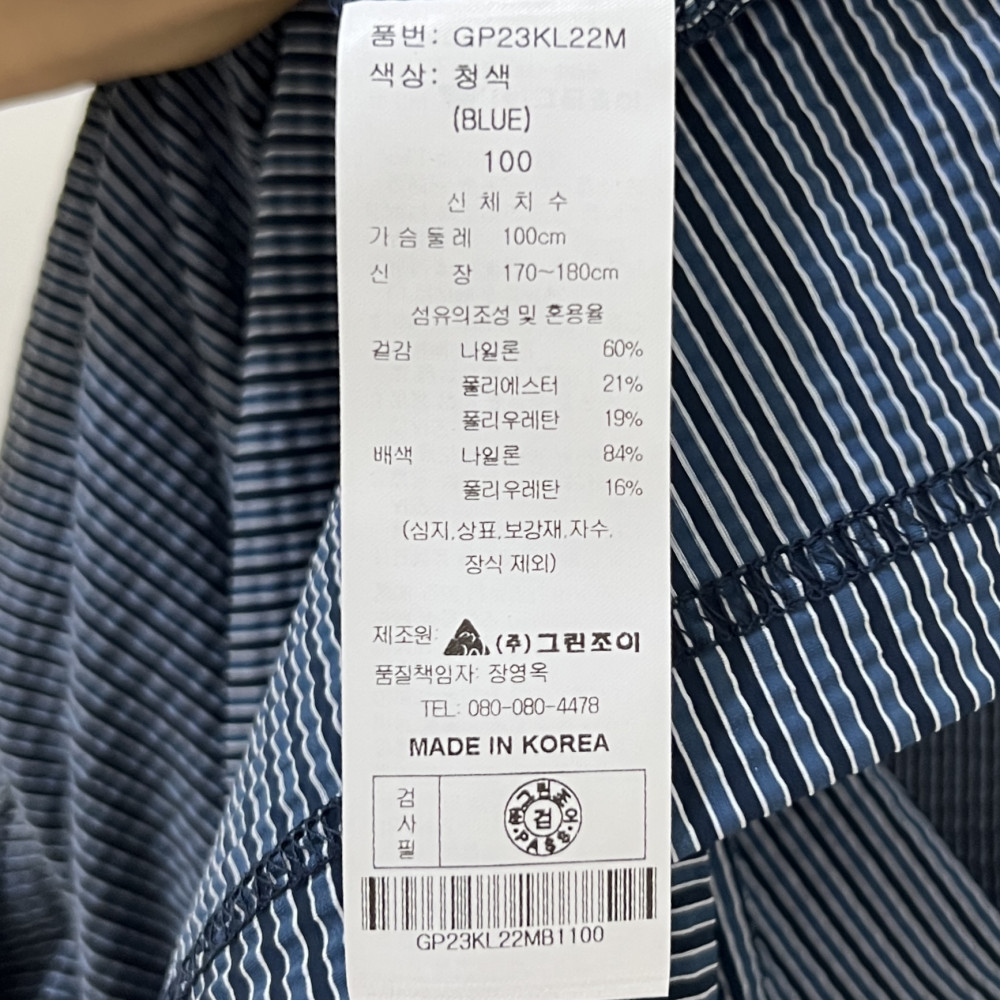 품번: GP23KL22M
색상: 청색
(BLUE)
100
신 체 치 수
가슴둘레 100cm
신 장 170~180cm
섬유의조성 및 혼용율
겉감 나일론 60%
폴리에스터 21%
폴리우레탄 19%
배색 나일론 84%
폴리우레탄 16%
(심지,상표,보강재,자수,
장식 제외)
제조원: (주)그린조이
품질책임자: 장영옥
TEL: 080-080-4478
MADE IN KOREA
검사필
그린조이
검
PASS
GP23KL22MB1100